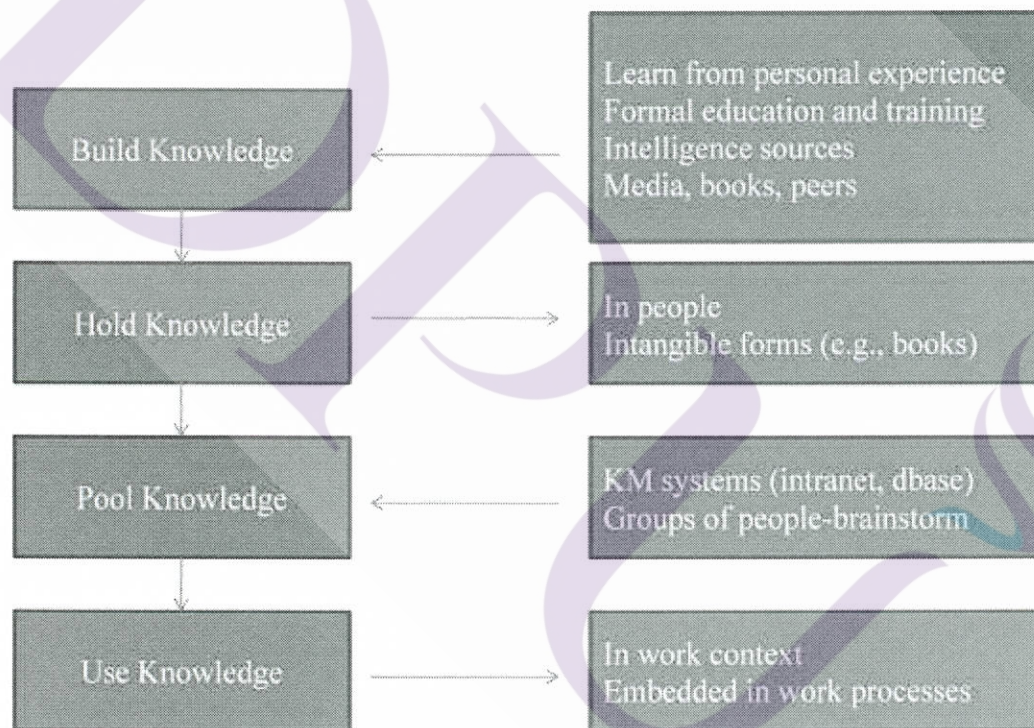 Build Knowledge
Learn from personal experience
Formal education and training
Intelligence sources
Media, books, peers
Hold Knowledge
In people
Intangible forms (e.g., books)
Pool Knowledge
KM systems (intranet, dbase)
Groups of people-brainstorm
Use Knowledge
In work context
Embedded in work processes